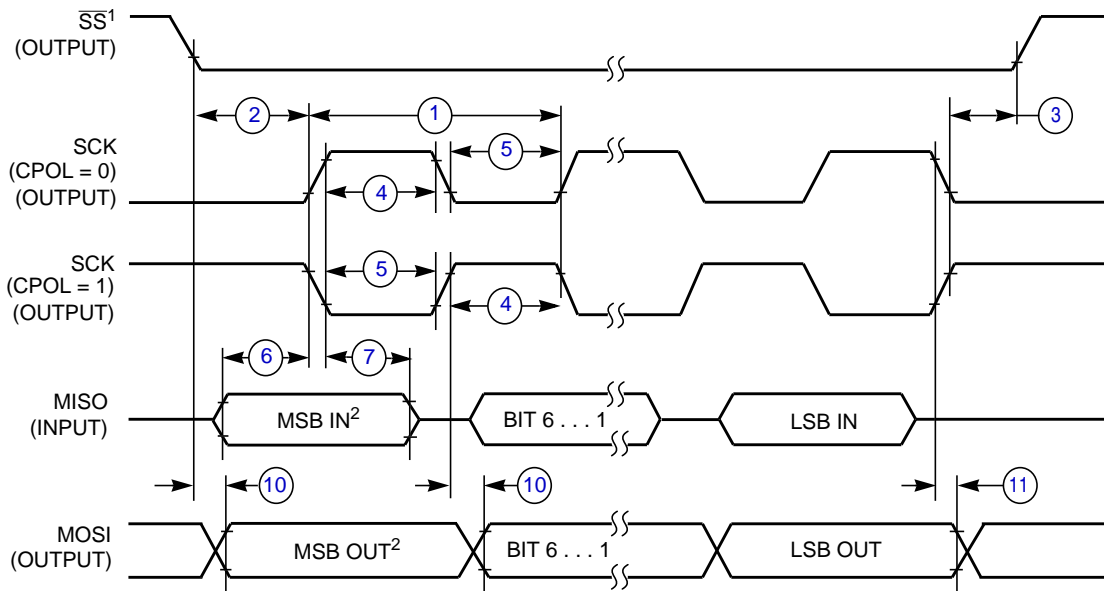 SS¹
(OUTPUT)
2
1
3
SCK
(CPOL = 0)
(OUTPUT)
5
4
SCK
(CPOL = 1)
(OUTPUT)
5
4
6
7
MISO
(INPUT)
MSB IN²
BIT 6 . . . 1
LSB IN
10
10
11
MOSI
(OUTPUT)
MSB OUT²
BIT 6 . . . 1
LSB OUT